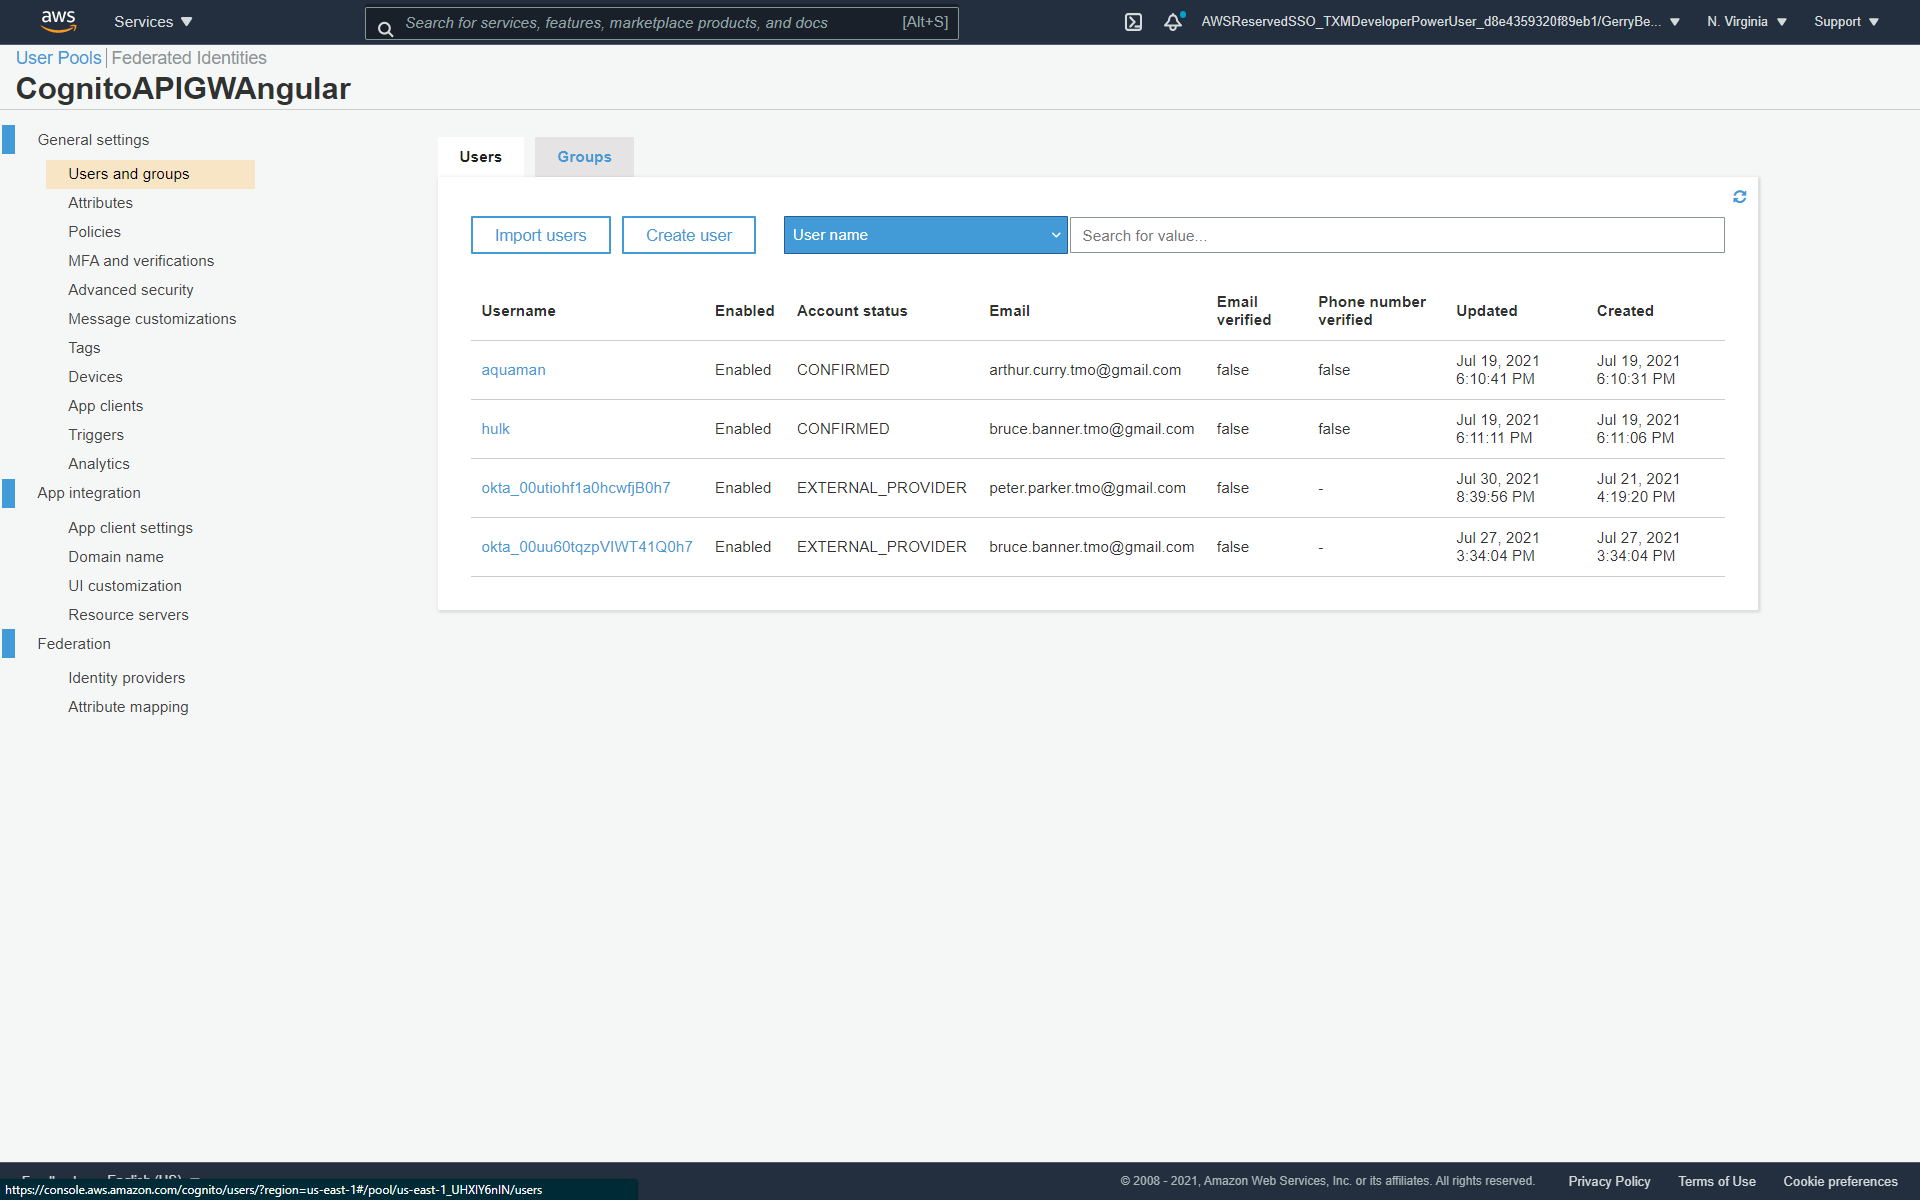 aws
Services
Search for services, features, marketplace products, and docs [Alt+S]
AWSReservedSSO_TXMDeveloperPowerUser_d8e4359320f89eb1/GerryBe...
N. Virginia
Support
User Pools Federated Identities
CognitoAPIGWAngular
General settings
Users and groups
Attributes
Policies
MFA and verifications
Advanced security
Message customizations
Tags
Devices
App clients
Triggers
Analytics
App integration
App client settings
Domain name
UI customization
Resource servers
Federation
Identity providers
Attribute mapping
Users Groups
Import users Create user User name Search for value...
Username Enabled Account status Email Email verified Phone number verified Updated Created
aquaman Enabled CONFIRMED arthur.curry.tmo@gmail.com false false Jul 19, 2021 6:10:41 PM Jul 19, 2021 6:10:31 PM
hulk Enabled CONFIRMED bruce.banner.tmo@gmail.com false false Jul 19, 2021 6:11:11 PM Jul 19, 2021 6:11:06 PM
okta_00utiohf1a0hcwfjB0h7 Enabled EXTERNAL_PROVIDER peter.parker.tmo@gmail.com false - Jul 30, 2021 8:39:56 PM Jul 21, 2021 4:19:20 PM
okta_00uu60tqzpVIWT41Q0h7 Enabled EXTERNAL_PROVIDER bruce.banner.tmo@gmail.com false - Jul 27, 2021 3:34:04 PM Jul 27, 2021 3:34:04 PM
English (US)
https://console.aws.amazon.com/cognito/users/?region=us-east-1#/pool/us-east-1_UHXIY6nIN/users
© 2008 - 2021, Amazon Web Services, Inc. or its affiliates. All rights reserved. Privacy Policy Terms of Use Cookie preferences